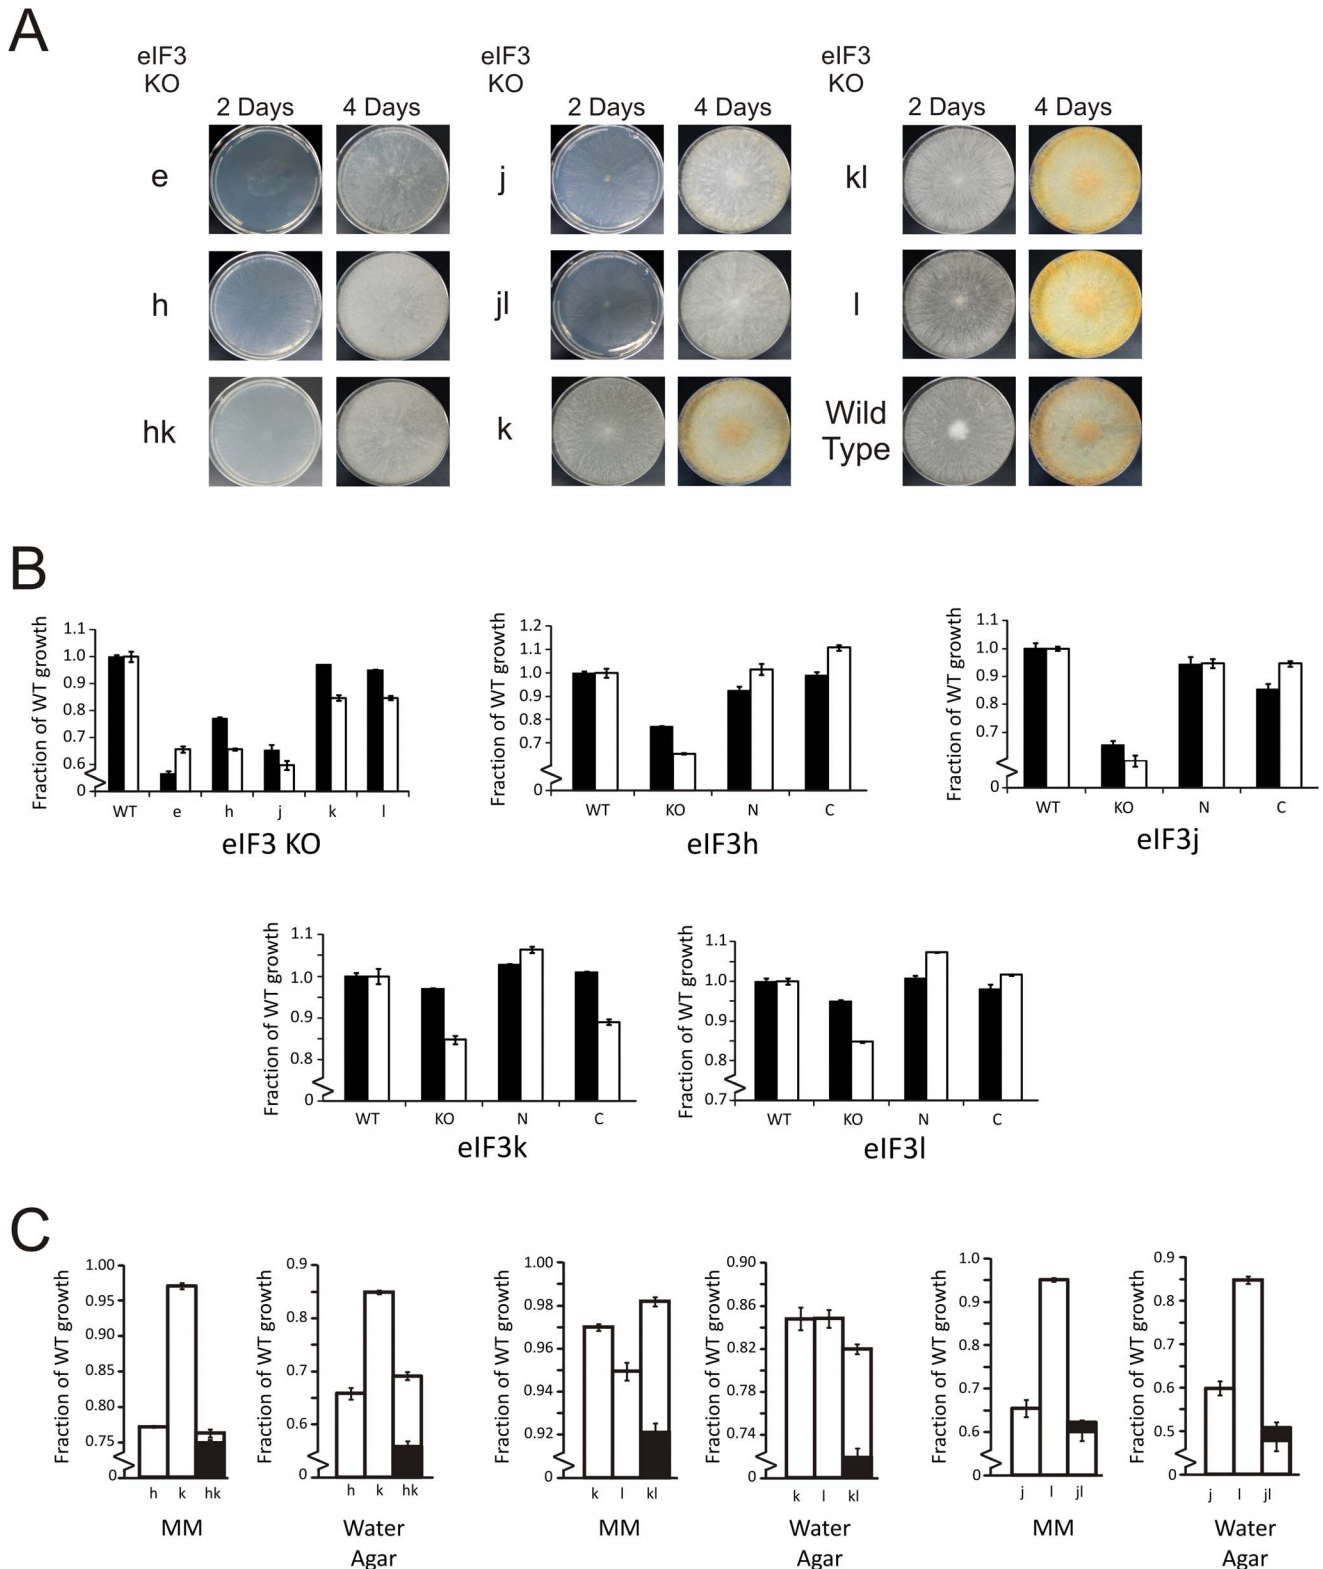 A
eIF3 KO
2 Days 4 Days
e
h
hk
eIF3 KO
2 Days 4 Days
j
jl
k
eIF3 KO
2 Days 4 Days
kl
l
Wild Type
B
Fraction of WT growth
1.1
1.0
0.9
0.8
0.7
0.6
0
WT e h j k l
eIF3 KO
Fraction of WT growth
1.2
1.1
1.0
0.9
0.8
0.7
0
WT KO N C
eIF3h
Fraction of WT growth
1.1
1.0
0.9
0.8
0.7
0
WT KO N C
eIF3j
Fraction of WT growth
1.1
1.0
0.9
0.8
0
WT KO N C
eIF3k
Fraction of WT growth
1.1
1.0
0.9
0.8
0.7
WT KO N C
eIF3l
C
Fraction of WT growth
1.00
0.95
0.90
0.85
0.80
0.75
0
h k hk
MM
Fraction of WT growth
0.9
0.8
0.7
0.6
0
h k hk
Water
Agar
Fraction of WT growth
1.00
0.98
0.96
0.94
0.92
0
k l kl
MM
Fraction of WT growth
0.90
0.86
0.82
0.78
0.74
0
k l kl
Water
Agar
Fraction of WT growth
1.0
0.9
0.8
0.7
0.6
0
j l jl
MM
Fraction of WT growth
0.9
0.8
0.7
0.6
0.5
0
j l jl
Water
Agar